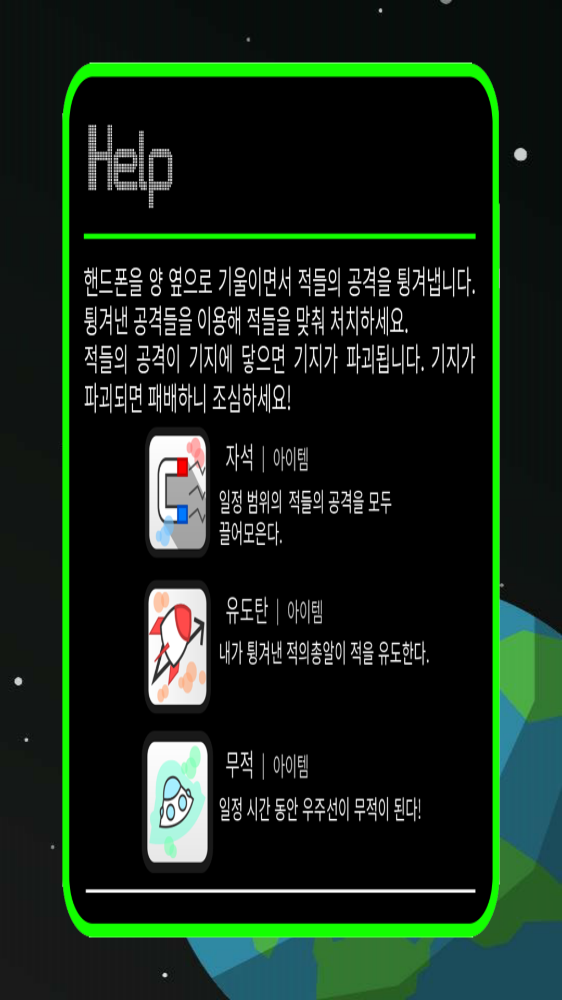 Help
핸드폰을 양 옆으로 기울이면서 적들의 공격을 튕겨냅니다.
튕겨낸 공격들을 이용해 적들을 맞춰 처치하세요.
적들의 공격이 기지에 닿으면 기지가 파괴됩니다. 기지가
파괴되면 패배하니 조심하세요!
자석 | 아이템
일정 범위의 적들의 공격을 모두
끌어모은다.
유도탄 | 아이템
내가 튕겨낸 적의총알이 적을 유도한다.
무적 | 아이템
일정 시간 동안 우주선이 무적이 된다!